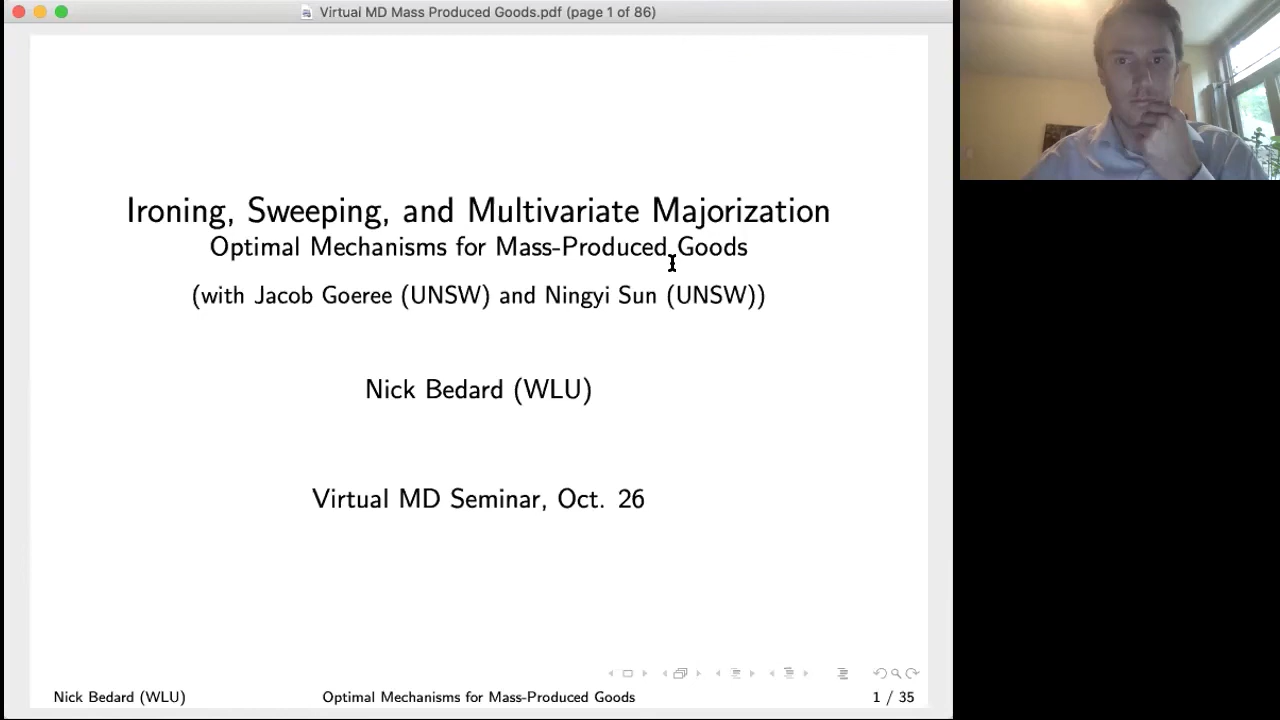 Virtual MD Mass Produced Goods.pdf (page 1 of 86)
Ironing, Sweeping, and Multivariate Majorization
Optimal Mechanisms for Mass-Produced Goods
(with Jacob Goeree (UNSW) and Ningyi Sun (UNSW))
Nick Bedard (WLU)
Virtual MD Seminar, Oct. 26
Nick Bedard (WLU) Optimal Mechanisms for Mass-Produced Goods 1 / 35